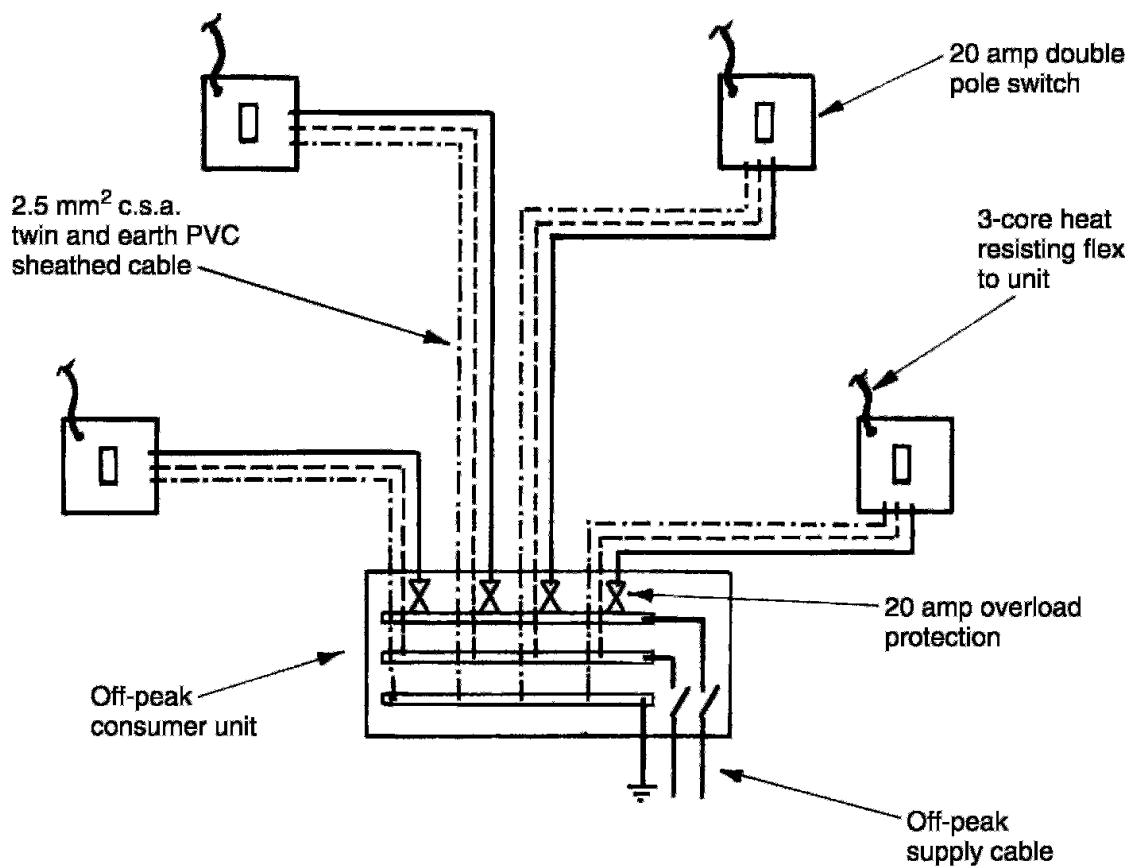 20 amp double
pole switch
2.5 mm² c.s.a.
twin and earth PVC
sheathed cable
3-core heat
resisting flex
to unit
20 amp overload
protection
Off-peak
consumer unit
Off-peak
supply cable